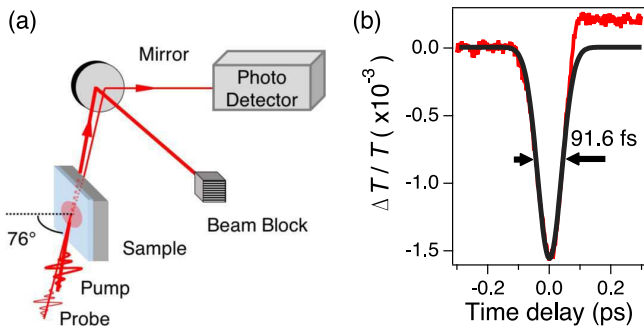 (a)
Mirror
Photo
Detector
76°
Sample
Beam Block
Pump
Probe
(b)
ΔT / T (x10⁻³)
0.0
-0.5
-1.0
-1.5
91.6 fs
-0.2
0.0
0.2
Time delay (ps)